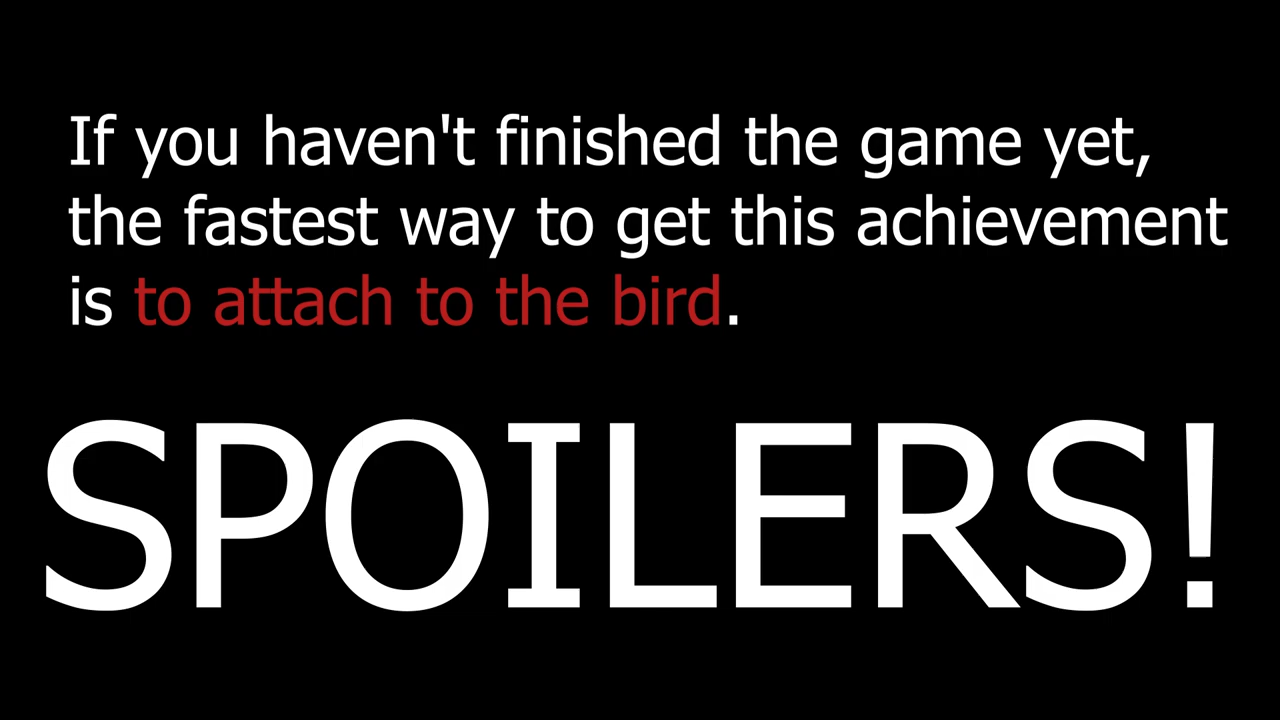 If you haven't finished the game yet,
the fastest way to get this achievement
is to attach to the bird.
SPOILERS!